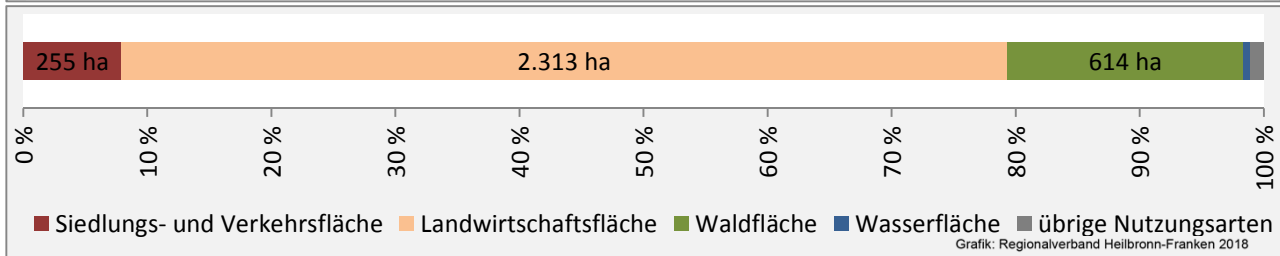 255 ha 2.313 ha 614 ha
0 % 10 % 20 % 30 % 40 % 50 % 60 % 70 % 80 % 90 % 100 %
Siedlungs- und Verkehrsfläche Landwirtschaftsfläche Waldfläche Wasserfläche übrige Nutzungsarten
Grafik: Regionalverband Heilbronn-Franken 2018